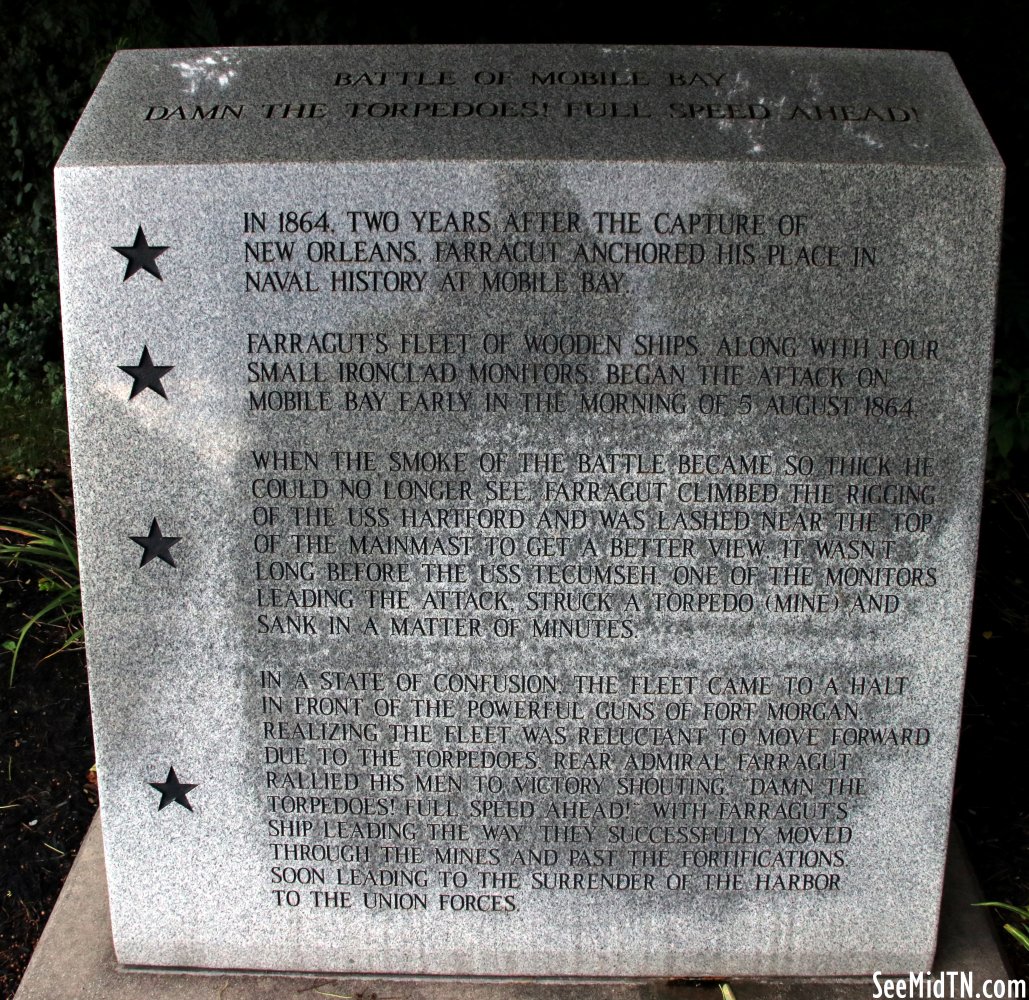 BATTLE OF MOBILE BAY
DAMN THE TORPEDOES! FULL SPEED AHEAD!
IN 1864, TWO YEARS AFTER THE CAPTURE OF
NEW ORLEANS, FARRAGUT ANCHORED HIS PLACE IN
NAVAL HISTORY AT MOBILE BAY.
FARRAGUT'S FLEET OF WOODEN SHIPS, ALONG WITH FOUR
SMALL IRONCLAD MONITORS, BEGAN THE ATTACK ON
MOBILE BAY EARLY IN THE MORNING OF 5 AUGUST 1864.
WHEN THE SMOKE OF THE BATTLE BECAME SO THICK HE
COULD NO LONGER SEE, FARRAGUT CLIMBED THE RIGGING
OF THE USS HARTFORD AND WAS LASHED NEAR THE TOP
OF THE MAINMAST TO GET A BETTER VIEW. IT WASN'T
LONG BEFORE THE USS TECUMSEH, ONE OF THE MONITORS
LEADING THE ATTACK, STRUCK A TORPEDO (MINE) AND
SANK IN A MATTER OF MINUTES.
IN A STATE OF CONFUSION, THE FLEET CAME TO A HALT
IN FRONT OF THE POWERFUL GUNS OF FORT MORGAN.
REALIZING THE FLEET WAS RELUCTANT TO MOVE FORWARD
DUE TO THE TORPEDOES, REAR ADMIRAL FARRAGUT
RALLIED HIS MEN TO VICTORY SHOUTING, "DAMN THE
TORPEDOES! FULL SPEED AHEAD!" WITH FARRAGUT'S
SHIP LEADING THE WAY, THEY SUCCESSFULLY MOVED
THROUGH THE MINES AND PAST THE FORTIFICATIONS,
SOON LEADING TO THE SURRENDER OF THE HARBOR
TO THE UNION FORCES.
SeeMidTN.com